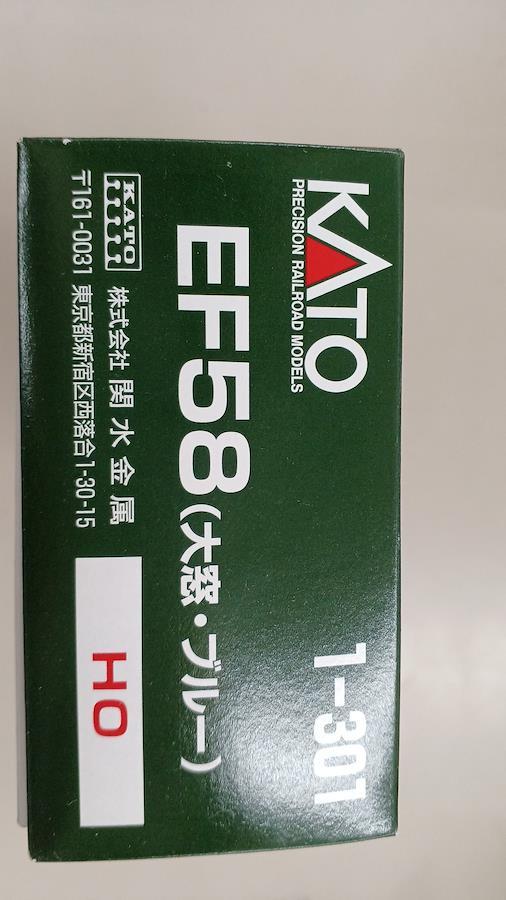 KATO
PRECISION RAILROAD MODELS
1-301
EF58(大窓・ブルー)
KATO
株式会社 関水金属
〒161-0031 東京都新宿区西落合1-30-15
HO